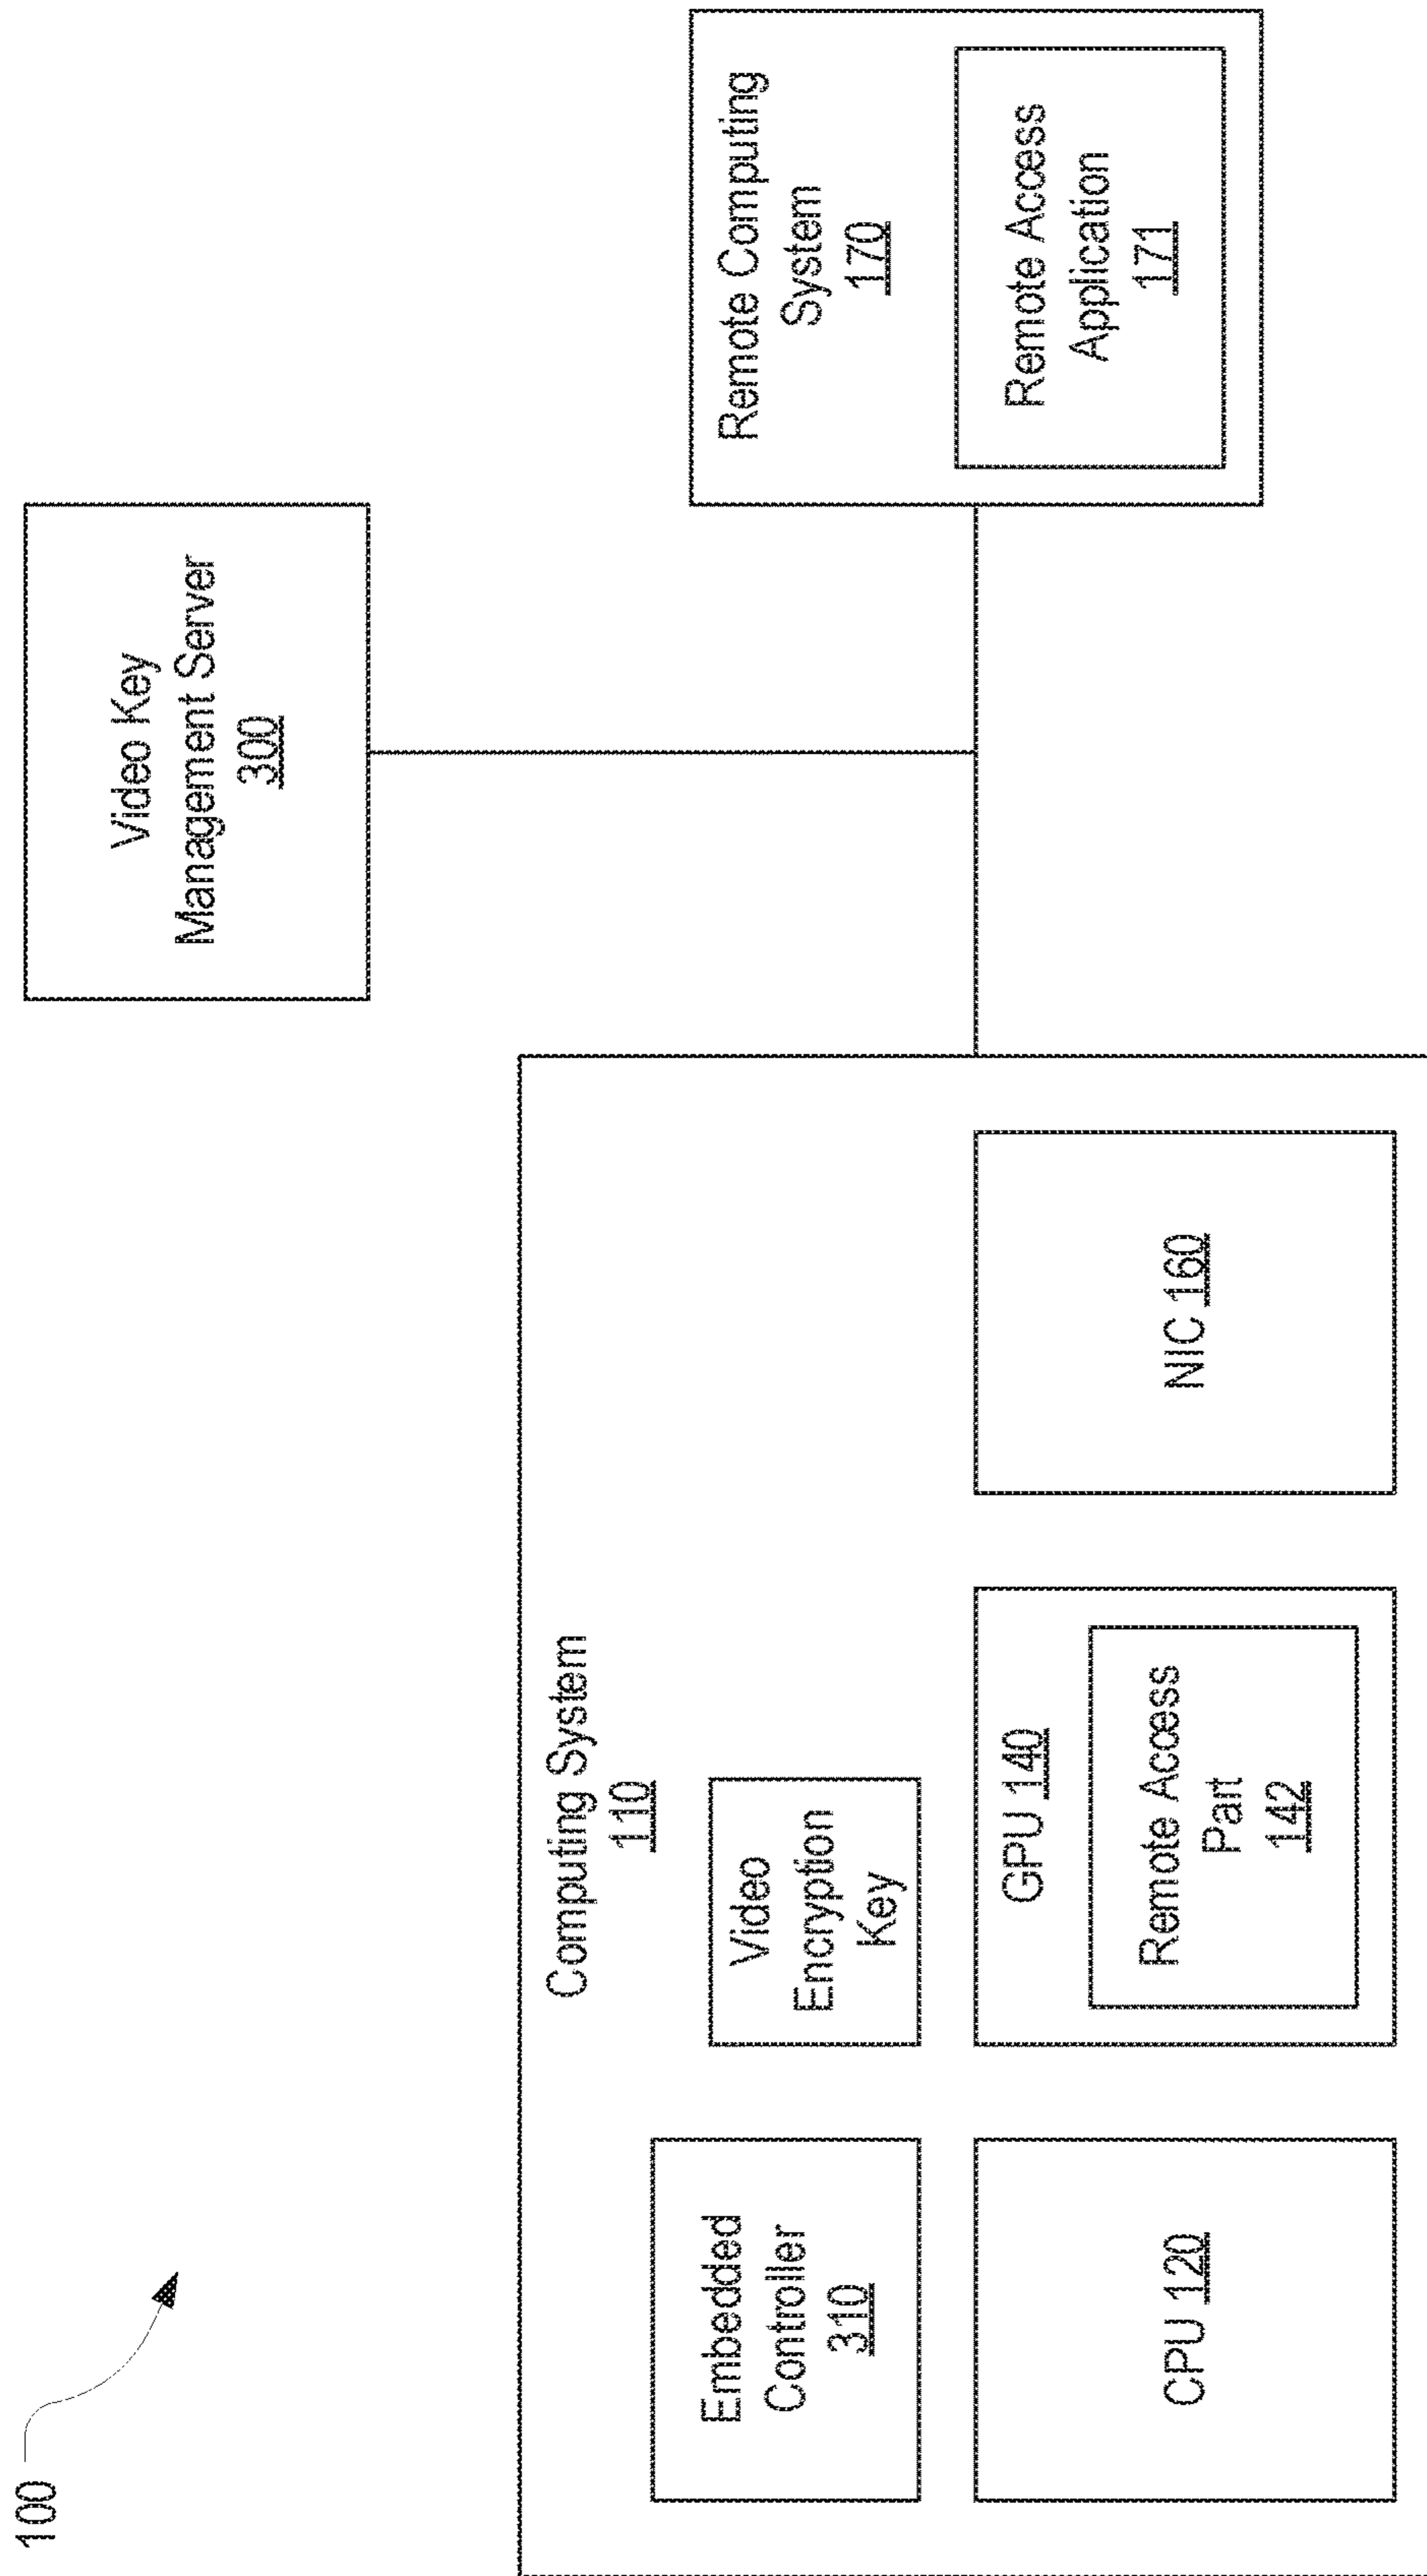 100
Video Key
Management Server
300
Computing System
110
Embedded
Controller
310
Video
Encryption
Key
CPU 120
GPU 140
Remote Access
Part
142
NIC 160
Remote Computing
System
170
Remote Access
Application
171